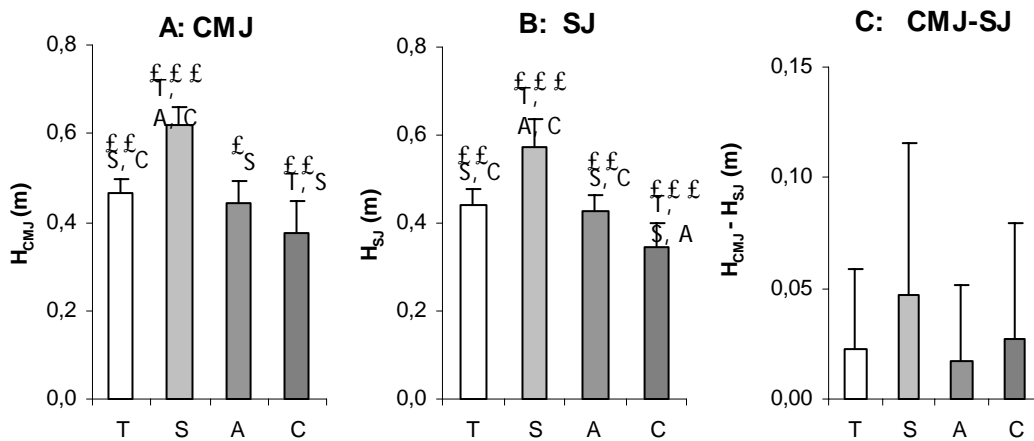 A: CMJ
H_CMJ (m)
0,8
0,6
0,4
0,2
0,0
££
S, C
£££
T,
A, C
£
S
££
T, S
T S A C
B: SJ
H_SJ (m)
0,8
0,6
0,4
0,2
0,0
££
S, C
£££
T,
A, C
££
S, C
£££
T,
S, A
T S A C
C: CMJ-SJ
H_CMJ - H_SJ (m)
0,15
0,10
0,05
0,00
T S A C